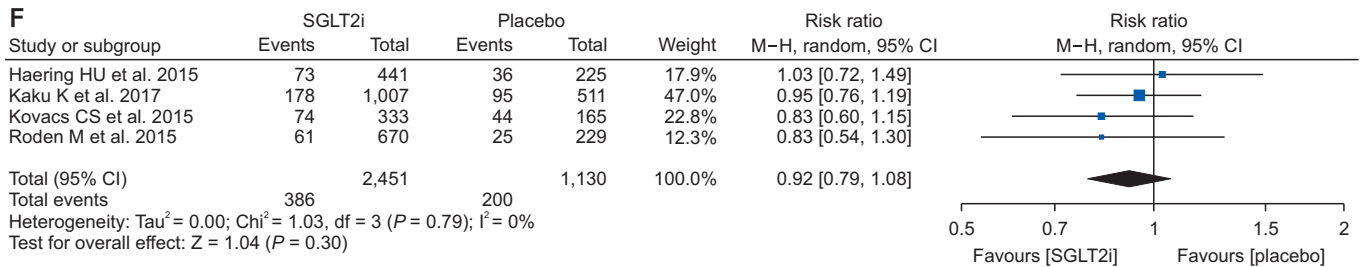 F
SGLT2i Placebo Risk ratio Risk ratio
Study or subgroup Events Total Events Total Weight M−H, random, 95% CI M−H, random, 95% CI
Haering HU et al. 2015 73 441 36 225 17.9% 1.03 [0.72, 1.49]
Kaku K et al. 2017 178 1,007 95 511 47.0% 0.95 [0.76, 1.19]
Kovacs CS et al. 2015 74 333 44 165 22.8% 0.83 [0.60, 1.15]
Roden M et al. 2015 61 670 25 229 12.3% 0.83 [0.54, 1.30]
Total (95% CI) 2,451 1,130 100.0% 0.92 [0.79, 1.08]
Total events 386 200
Heterogeneity: Tau² = 0.00; Chi² = 1.03, df = 3 (P = 0.79); I² = 0%
Test for overall effect: Z = 1.04 (P = 0.30)
0.5 0.7 1 1.5 2
Favours [SGLT2i] Favours [placebo]